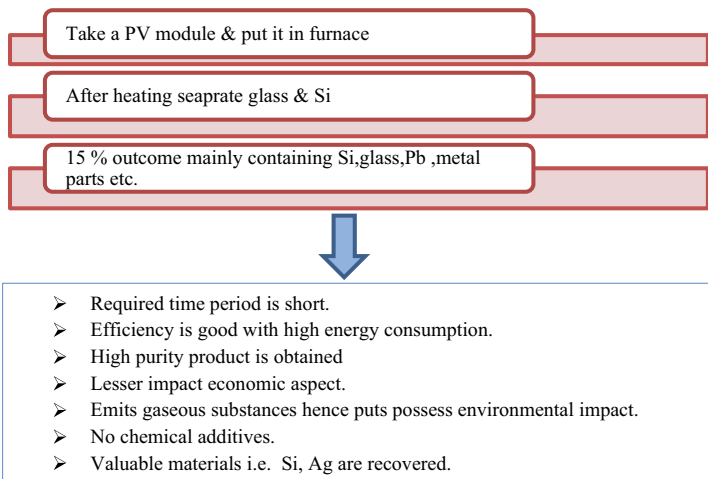 Take a PV module & put it in furnace
After heating seaprate glass & Si
15 % outcome mainly containing Si,glass,Pb ,metal
parts etc.
➢ Required time period is short.
➢ Efficiency is good with high energy consumption.
➢ High purity product is obtained
➢ Lesser impact economic aspect.
➢ Emits gaseous substances hence puts possess environmental impact.
➢ No chemical additives.
➢ Valuable materials i.e. Si, Ag are recovered.